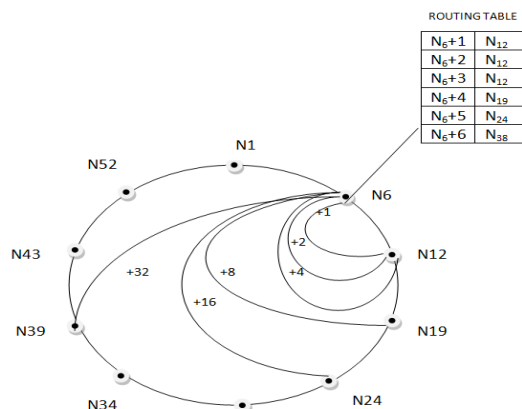 ROUTING TABLE
N6+1 N12
N6+2 N12
N6+3 N12
N6+4 N19
N6+5 N24
N6+6 N38
N1
N52
N6
+1
+2
N43
N12
+32
+8
+4
+16
N39
N19
N34
N24